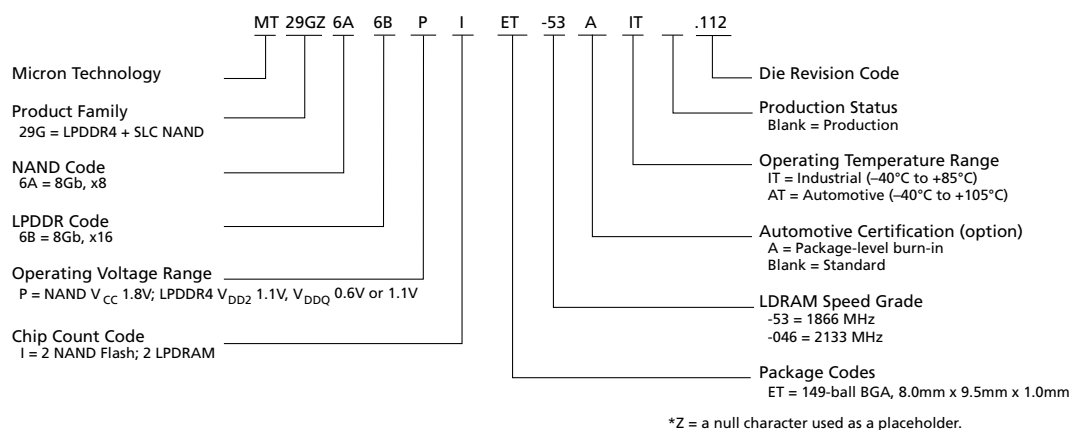 MT 29GZ 6A 6B P I ET -53 A IT .112
Micron Technology
Product Family
29G = LPDDR4 + SLC NAND
NAND Code
6A = 8Gb, x8
LPDDR Code
6B = 8Gb, x16
Operating Voltage Range
P = NAND VCC 1.8V; LPDDR4 VDD2 1.1V, VDDQ 0.6V or 1.1V
Chip Count Code
I = 2 NAND Flash; 2 LPDRAM
Die Revision Code
Production Status
Blank = Production
Operating Temperature Range
IT = Industrial (–40°C to +85°C)
AT = Automotive (–40°C to +105°C)
Automotive Certification (option)
A = Package-level burn-in
Blank = Standard
LDRAM Speed Grade
-53 = 1866 MHz
-046 = 2133 MHz
Package Codes
ET = 149-ball BGA, 8.0mm x 9.5mm x 1.0mm
*Z = a null character used as a placeholder.